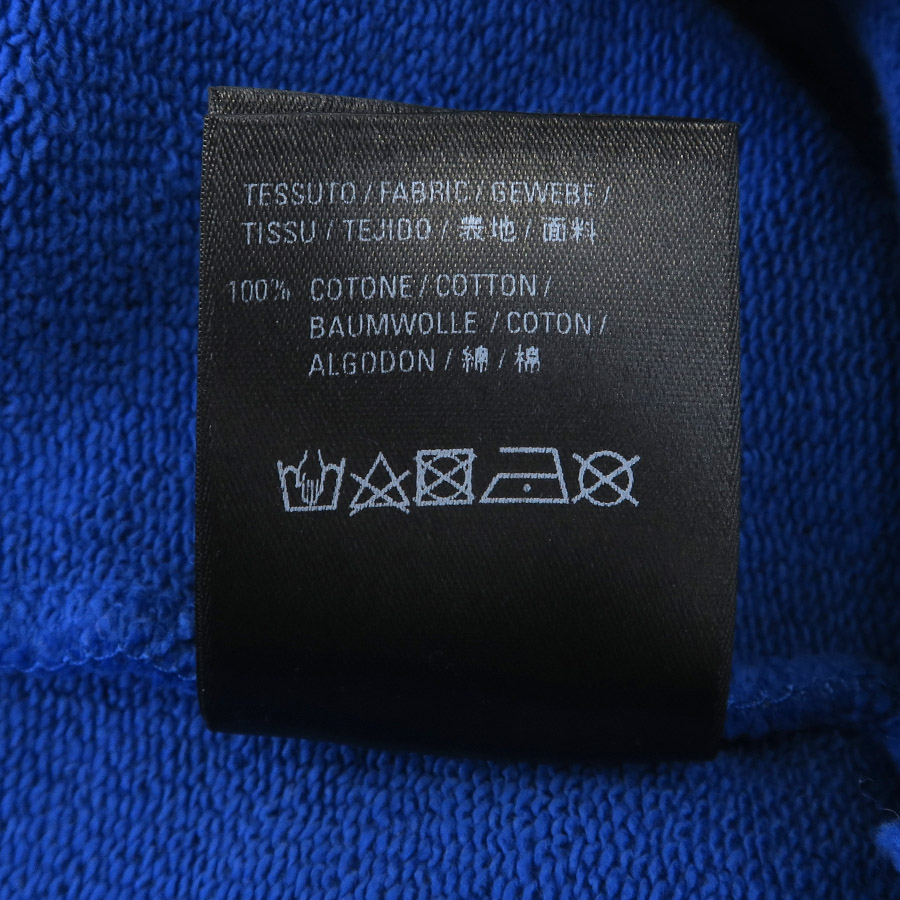 TESSUTO / FABRIC / GEWEBE /
TISSU / TEJIDO / 表地 / 面料
100% COTONE / COTTON /
BAUMWOLLE / COTON /
ALGODON / 綿 / 棉